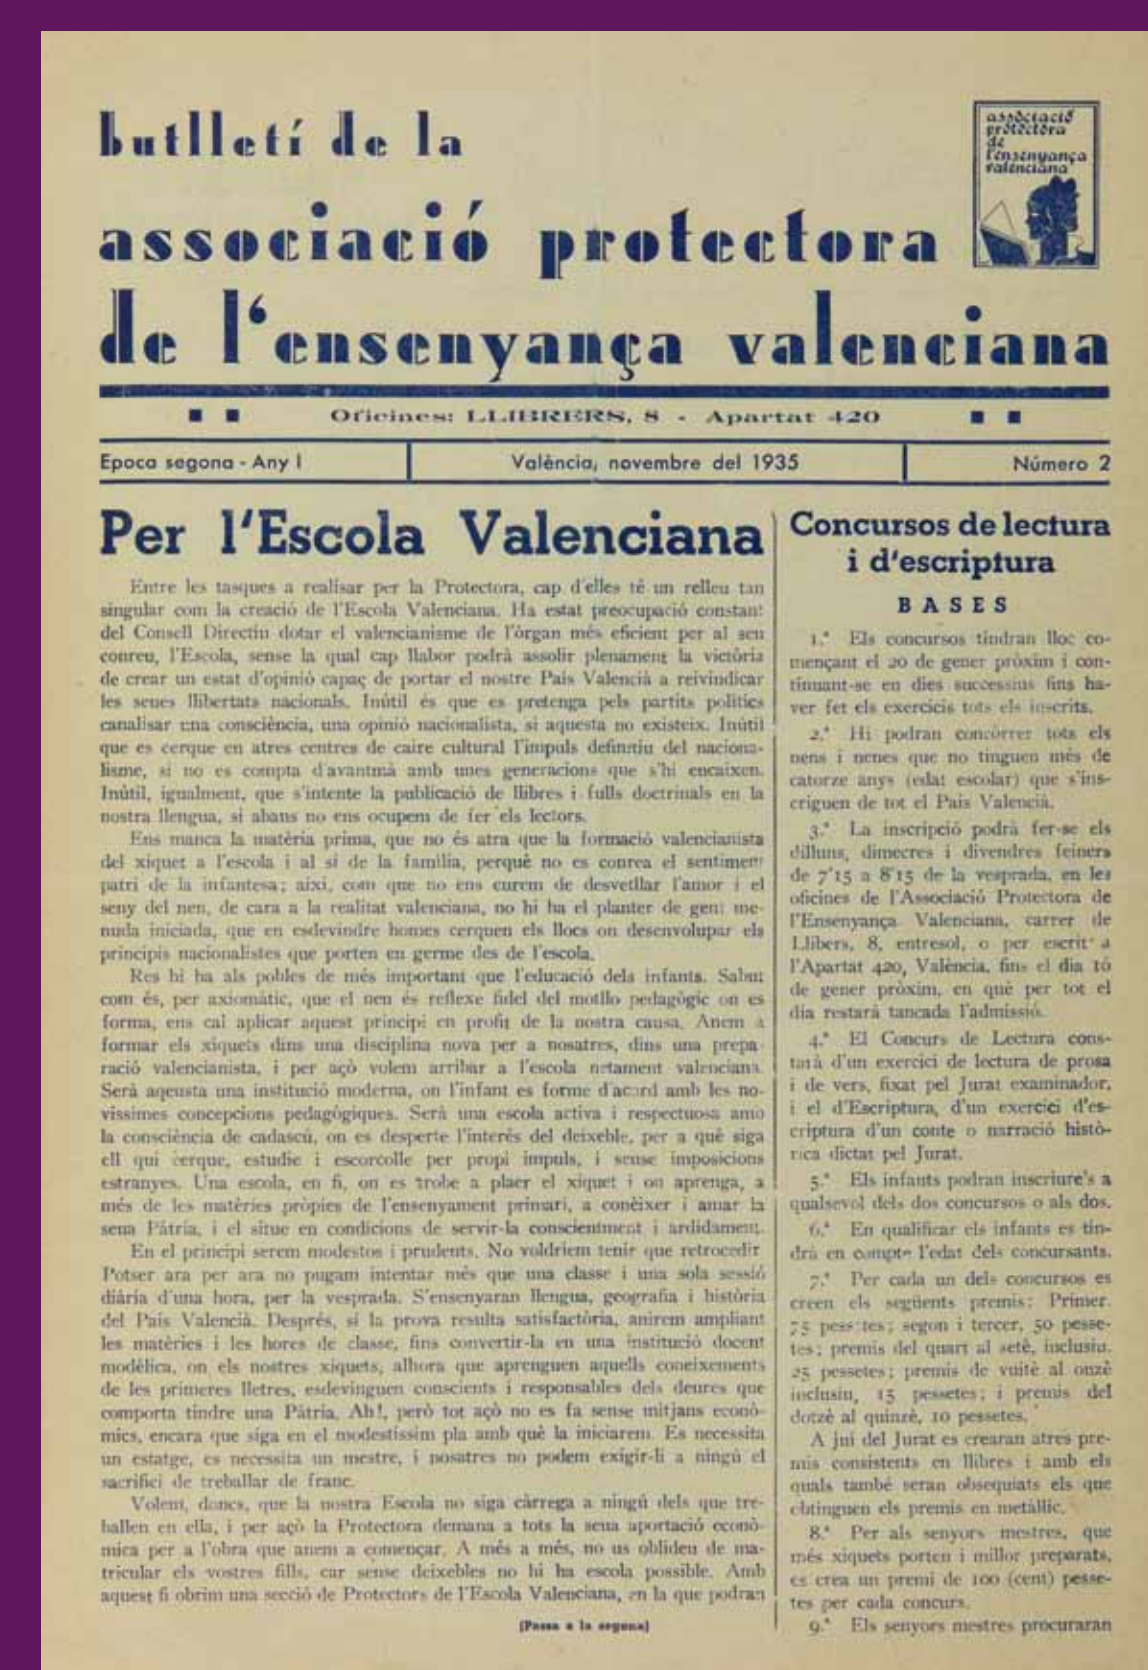 butlletí de la
associació protectora
de l'ensenyança valenciana
associació
protectora
de
l'ensenyança
valenciana
Oficines: LLIBRERS, 8 - Apartat 420
Epoca segona - Any I
València, novembre del 1935
Número 2
Per l'Escola Valenciana
Entre les tasques a realisar per la Protectora, cap d'elles té un relleu tan
singular com la creació de l'Escola Valenciana. Ha estat preocupació constant
del Consell Directiu dotar el valencianisme de l'òrgan més eficient per al seu
conreu, l'Escola, sense la qual cap llabor podrà assolir plenament la victòria
de crear un estat d'opinió capaç de portar el nostre País Valencià a reivindicar
les seues llibertats nacionals. Inútil és que es pretenga pels partits polítics
canalisar una consciència, una opinió nacionalista, si aquesta no existeix. Inútil
que es cerque en atres centres de caire cultural l'impuls definitiu del naciona-
lisme, si no es compta d'avantmà amb unes generacions que s'hi encaixen.
Inútil, igualment, que s'intente la publicació de llibres i fulls doctrinals en la
nostra llengua, si abans no ens ocupem de fer els lectors.
Ens manca la matèria prima, que no és atra que la formació valencianista
del xiquet a l'escola i al si de la família, perquè no es conrea el sentiment
patri de la infantesa; així, com que no ens curem de desvetllar l'amor i el
seny del nen, de cara a la realitat valenciana, no hi ha el planter de gent me-
nuda iniciada, que en esdevindre homes cerquen els llocs on desenvolupar els
principis nacionalistes que porten en germe des de l'escola.
Res hi ha als pobles de més important que l'educació dels infants. Sabut
com és, per axiomàtic, que el nen és reflexe fidel del motllo pedagògic on es
forma, ens cal aplicar aquest principi en profit de la nostra causa. Anem a
formar els xiquets dins una disciplina nova per a nosatres, dins una prepa-
ració valencianista, i per açò volem arribar a l'escola netament valenciana.
Serà aqeusta una institució moderna, on l'infant es forme d'acord amb les no-
víssimes concepcions pedagògiques. Serà una escola activa i respectuosa amb
la consciència de cadascú, on es desperte l'interés del deixeble, per a què siga
ell qui cerque, estudie i escorcolle per propi impuls, i sense imposicions
estranyes. Una escola, en fi, on es trobe a plaer el xiquet i on aprenga, a
més de les matèries pròpies de l'ensenyament primari, a conèixer i amar la
seua Pàtria, i el situe en condicions de servir-la conscientment i ardidament.
En el principi serem modestos i prudents. No voldriem tenir que retrocedir.
Potser ara per ara no pugam intentar més que una classe i una sola sessió
diària d'una hora, per la vesprada. S'ensenyaran llengua, geografia i història
del País Valencià. Després, si la prova resulta satisfactòria, anirem ampliant
les matèries i les hores de classe, fins convertir-la en una institució docent
modèlica, on els nostres xiquets, alhora que aprenguen aquells coneixements
de les primeres lletres, esdevinguen conscients i responsables dels deures que
comporta tindre una Pàtria. Ah!, però tot açò no es fa sense mitjans econò-
mics, encara que siga en el modestíssim pla amb què la iniciarem. Es necessita
un estatge, es necessita un mestre, i nosatres no podem exigir-li a ningú el
sacrifici de treballar de franc.
Volent, doncs, que la nostra Escola no siga càrrega a ningú dels que tre-
ballen en ella, i per açò la Protectora demana a tots la seua aportació econò-
mica per a l'obra que anem a començar. A més a més, no us oblideu de ma-
tricular els vostres fills, car sense deixebles no hi ha escola possible. Amb
aquest fi obrim una secció de Protectors de l'Escola Valenciana, en la que podran
(Passa a la segona)
Concursos de lectura
i d'escriptura
BASES
1.ª Els concursos tindran lloc co-
mençant el 20 de gener pròxim i con-
tinuant-se en dies successius fins ha-
ver fet els exercicis tots els inscrits.
2.ª Hi podran concòrrer tots els
nens i nenes que no tinguen més de
catorze anys (edat escolar) que s'ins-
criguen de tot el País Valencià.
3.ª La inscripció podrà fer-se els
dilluns, dimecres i divendres feiners
de 7'15 a 8'15 de la vesprada, en les
oficines de l'Associació Protectora de
l'Ensenyança Valenciana, carrer de
Llibers, 8, entresol, o per escrit a
l'Apartat 420, València, fins el dia 16
de gener pròxim, en què per tot el
dia restarà tancada l'admissió.
4.ª El Concurs de Lectura cons-
tarà d'un exercici de lectura de prosa
i de vers, fixat pel Jurat examinador,
i el d'Escriptura, d'un exercici d'es-
criptura d'un conte o narració histò-
rica dictat pel Jurat.
5.ª Els infants podran inscriure's a
qualsevol dels dos concursos o als dos.
6.ª En qualificar els infants es tin-
drà en compte l'edat dels concursants.
7.ª Per cada un dels concursos es
creen els següents premis: Primer.
75 pessetes; segon i tercer, 50 pesse-
tes; premis del quart al setè, inclusiu,
25 pessetes; premis de vuitè al onzè
inclusiu, 15 pessetes; i premis del
dotzè al quinzè, 10 pessetes.
A jui del Jurat es crearan atres pre-
mis consistents en llibres i amb els
quals també seran obsequiats els que
obtinguen els premis en metàllic.
8.ª Per als senyors mestres, que
més xiquets porten i millor preparats,
es crea un premi de 100 (cent) pesse-
tes per cada concurs.
9.ª Els senyors mestres procuraran